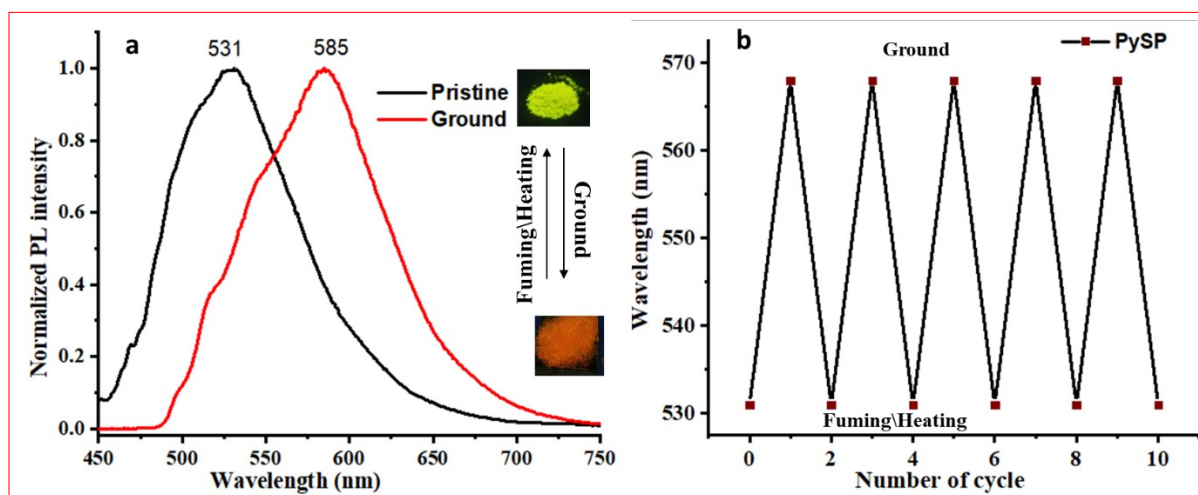 a
531
585
Pristine
Ground
Fuming\Heating
Ground
1.0
0.8
0.6
0.4
0.2
0.0
Normalized PL intensity
450 500 550 600 650 700 750
Wavelength (nm)
b
Ground
PySP
570
560
550
540
530
Wavelength (nm)
Fuming\Heating
0 2 4 6 8 10
Number of cycle